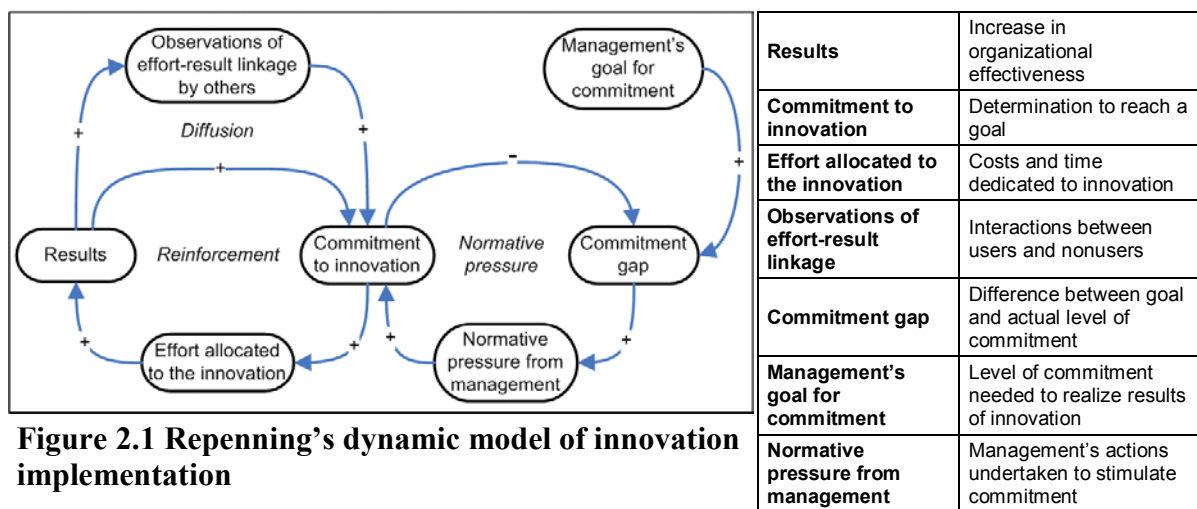 Observations of
effort-result linkage
by others
Management's
goal for
commitment
+
Diffusion
+
+
-
+
Results
Reinforcement
Commitment
to innovation
Normative
pressure
Commitment
gap
+
Effort allocated
to the innovation
+
+
Normative
pressure from
management
+
Figure 2.1 Repenning's dynamic model of innovation
implementation
Results
Increase in
organizational
effectiveness
Commitment to
innovation
Determination to reach a
goal
Effort allocated to
the innovation
Costs and time
dedicated to innovation
Observations of
effort-result
linkage
Interactions between
users and nonusers
Commitment gap
Difference between goal
and actual level of
commitment
Management's
goal for
commitment
Level of commitment
needed to realize results
of innovation
Normative
pressure from
management
Management's actions
undertaken to stimulate
commitment